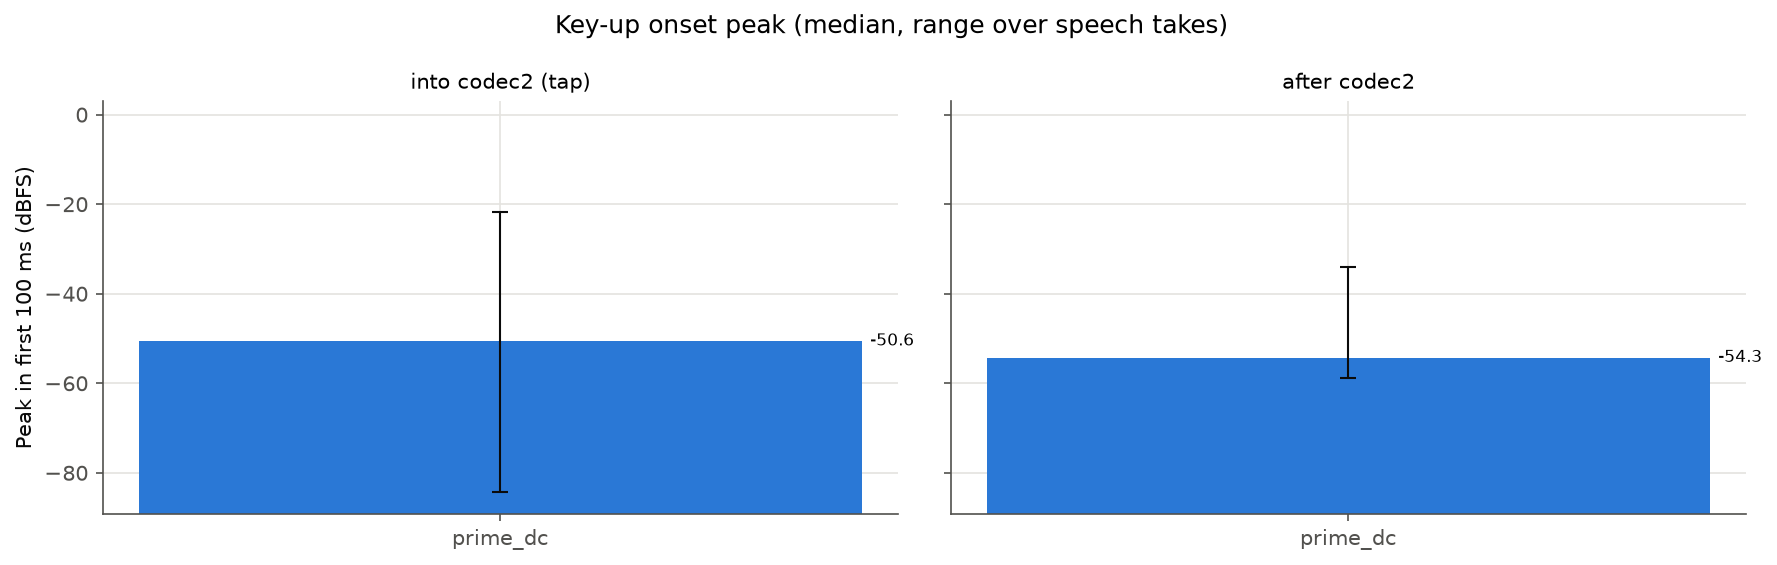 Key-up onset peak (median, range over speech takes)
into codec2 (tap)
after codec2
Peak in first 100 ms (dBFS)
0
−20
−40
−60
−80
-50.6
-54.3
prime_dc
prime_dc